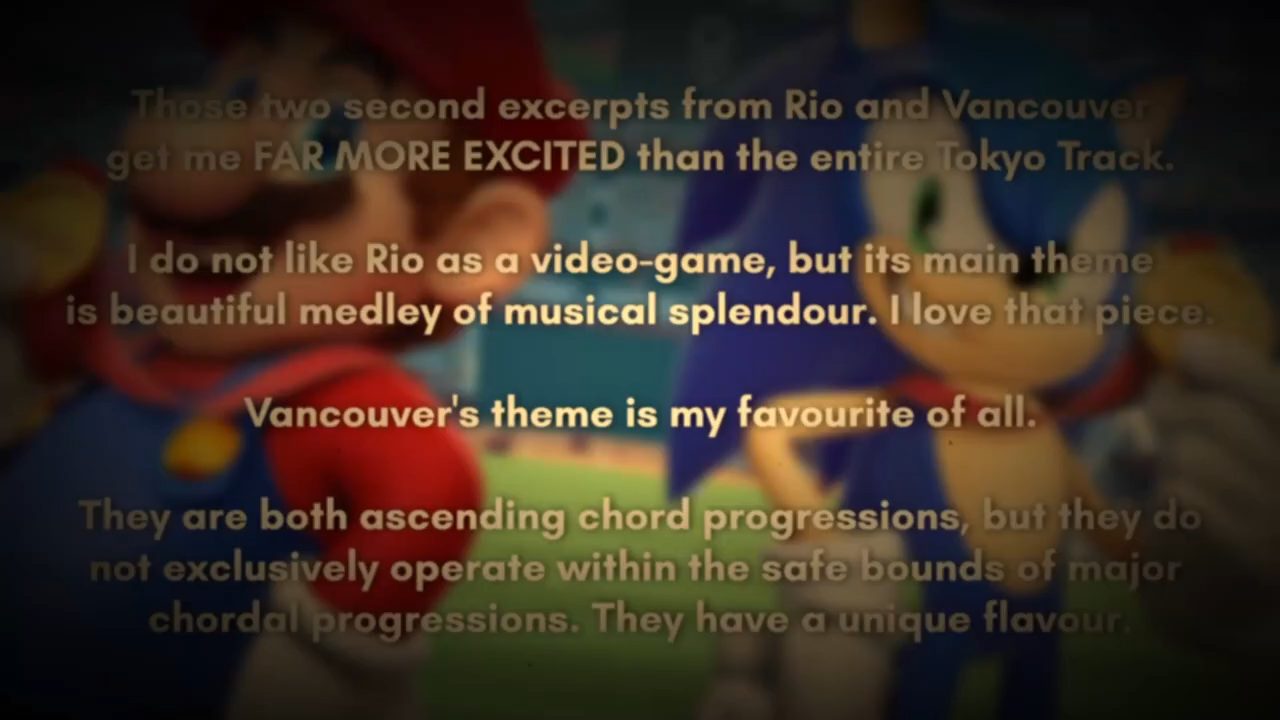 Those two second excerpts from Rio and Vancouver
get me FAR MORE EXCITED than the entire Tokyo Track.
I do not like Rio as a video-game, but its main theme
is beautiful medley of musical splendour. I love that piece.
Vancouver's theme is my favourite of all.
They are both ascending chord progressions, but they do
not exclusively operate within the safe bounds of major
chordal progressions. They have a unique flavour.